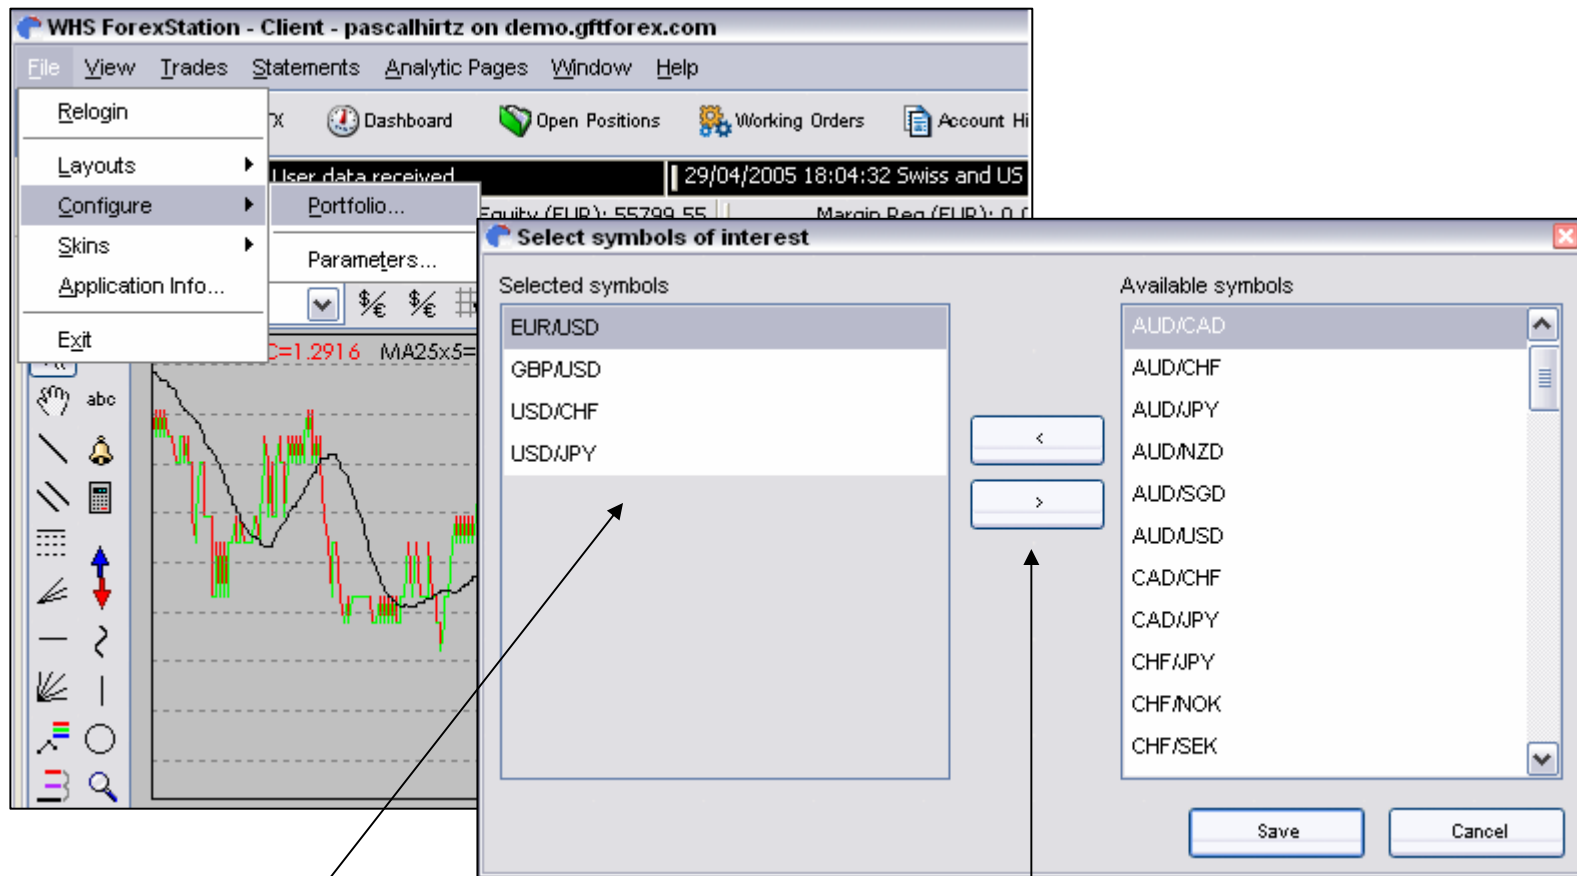 WHS ForexStation - Client - pascalhirtz on demo.gftforex.com
File View Trades Statements Analytic Pages Window Help
Relogin
Layouts
Configure
Skins
Application Info...
Exit
Portfolio...
Parameters...
Dashboard Open Positions Working Orders Account Hi
User data received 29/04/2005 18:04:32 Swiss and US
Equity (EUR): 55799.55 Margin Req (EUR): 0.0
C=1.2916 MA25x5=
abc
Select symbols of interest
Selected symbols
EUR/USD
GBP/USD
USD/CHF
USD/JPY
<
>
Available symbols
AUD/CAD
AUD/CHF
AUD/JPY
AUD/NZD
AUD/SGD
AUD/USD
CAD/CHF
CAD/JPY
CHF/JPY
CHF/NOK
CHF/SEK
Save Cancel